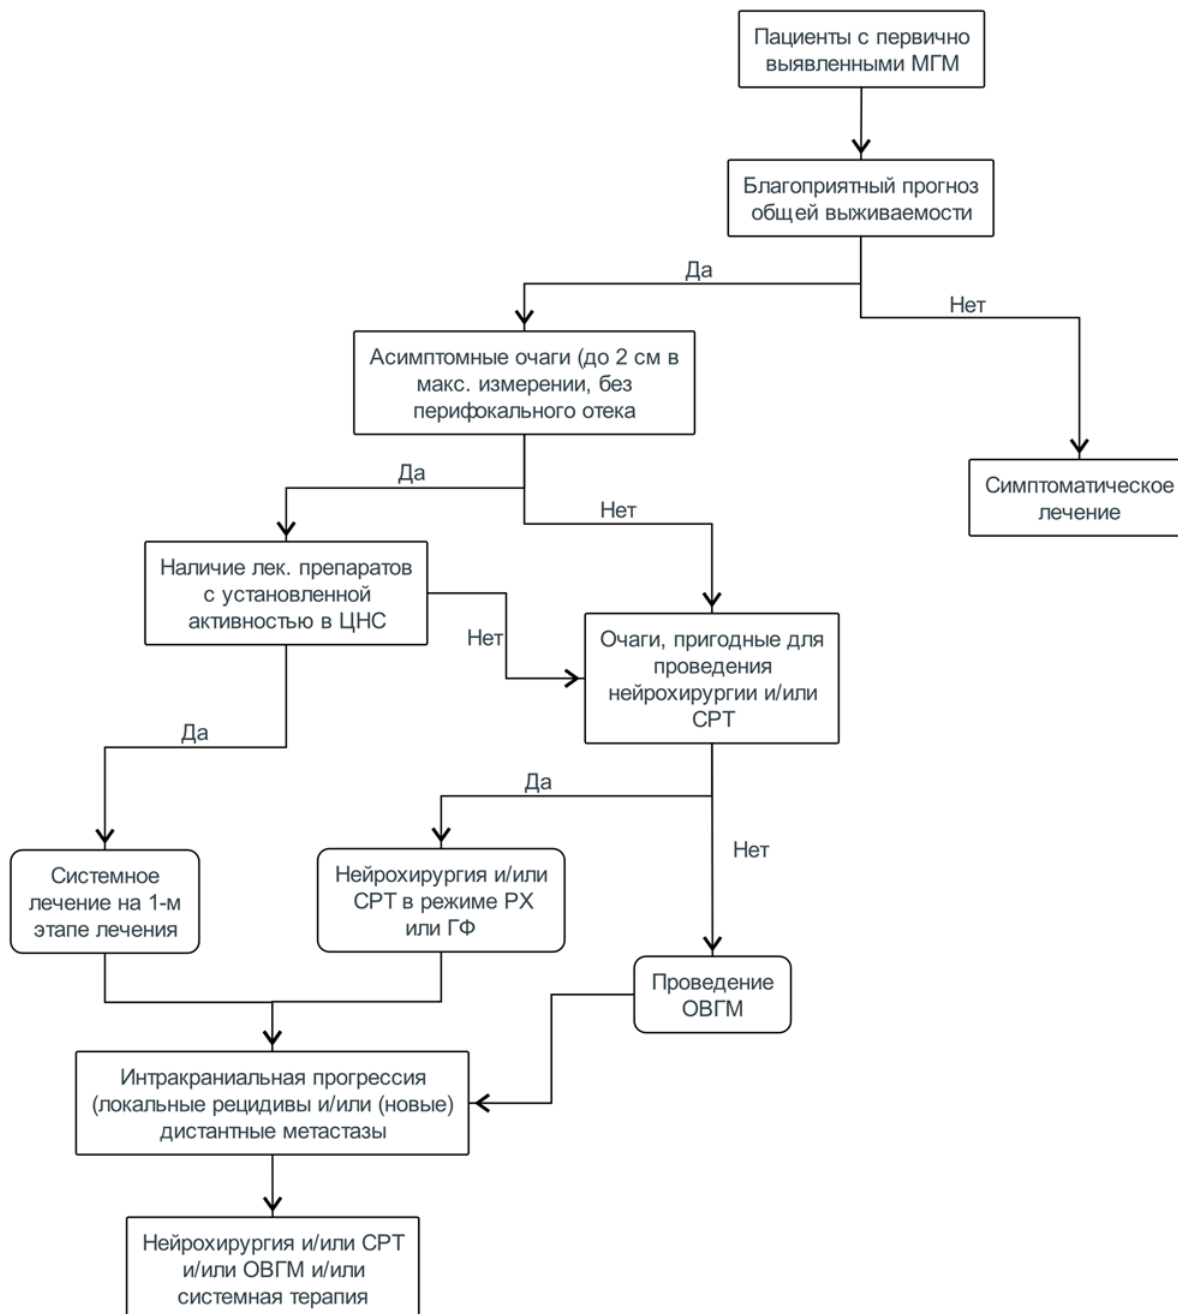 Пациенты с первично
выявленными МГМ
Благоприятный прогноз
общей выживаемости
Да
Нет
Асимптомные очаги (до 2 см в
макс. измерении, без
перифокального отека
Симптоматическое
лечение
Да
Нет
Наличие лек. препаратов
с установленной
активностью в ЦНС
Нет
Очаги, пригодные для
проведения
нейрохирургии и/или
СРТ
Да
Да
Нет
Системное
лечение на 1-м
этапе лечения
Нейрохирургия и/или
СРТ в режиме РХ
или ГФ
Проведение
ОВГМ
Интракраниальная прогрессия
(локальные рецидивы и/или (новые)
дистантные метастазы
Нейрохирургия и/или СРТ
и/или ОВГМ и/или
системная терапия